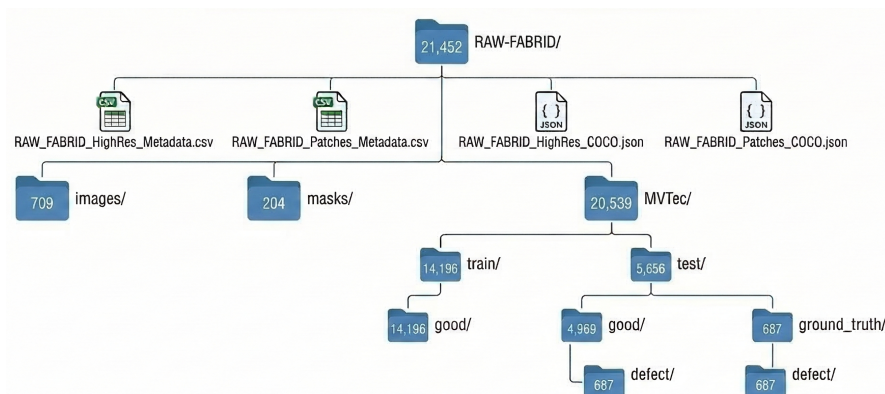 21,452 RAW-FABRID/
CSV CSV { } JSON { } JSON
RAW_FABRID_HighRes_Metadata.csv RAW_FABRID_Patches_Metadata.csv RAW_FABRID_HighRes_COCO.json RAW_FABRID_Patches_COCO.json
709 images/ 204 masks/ 20,539 MVTec/
14,196 train/ 5,656 test/
14,196 good/ 4,969 good/ 687 ground_truth/
687 defect/ 687 defect/